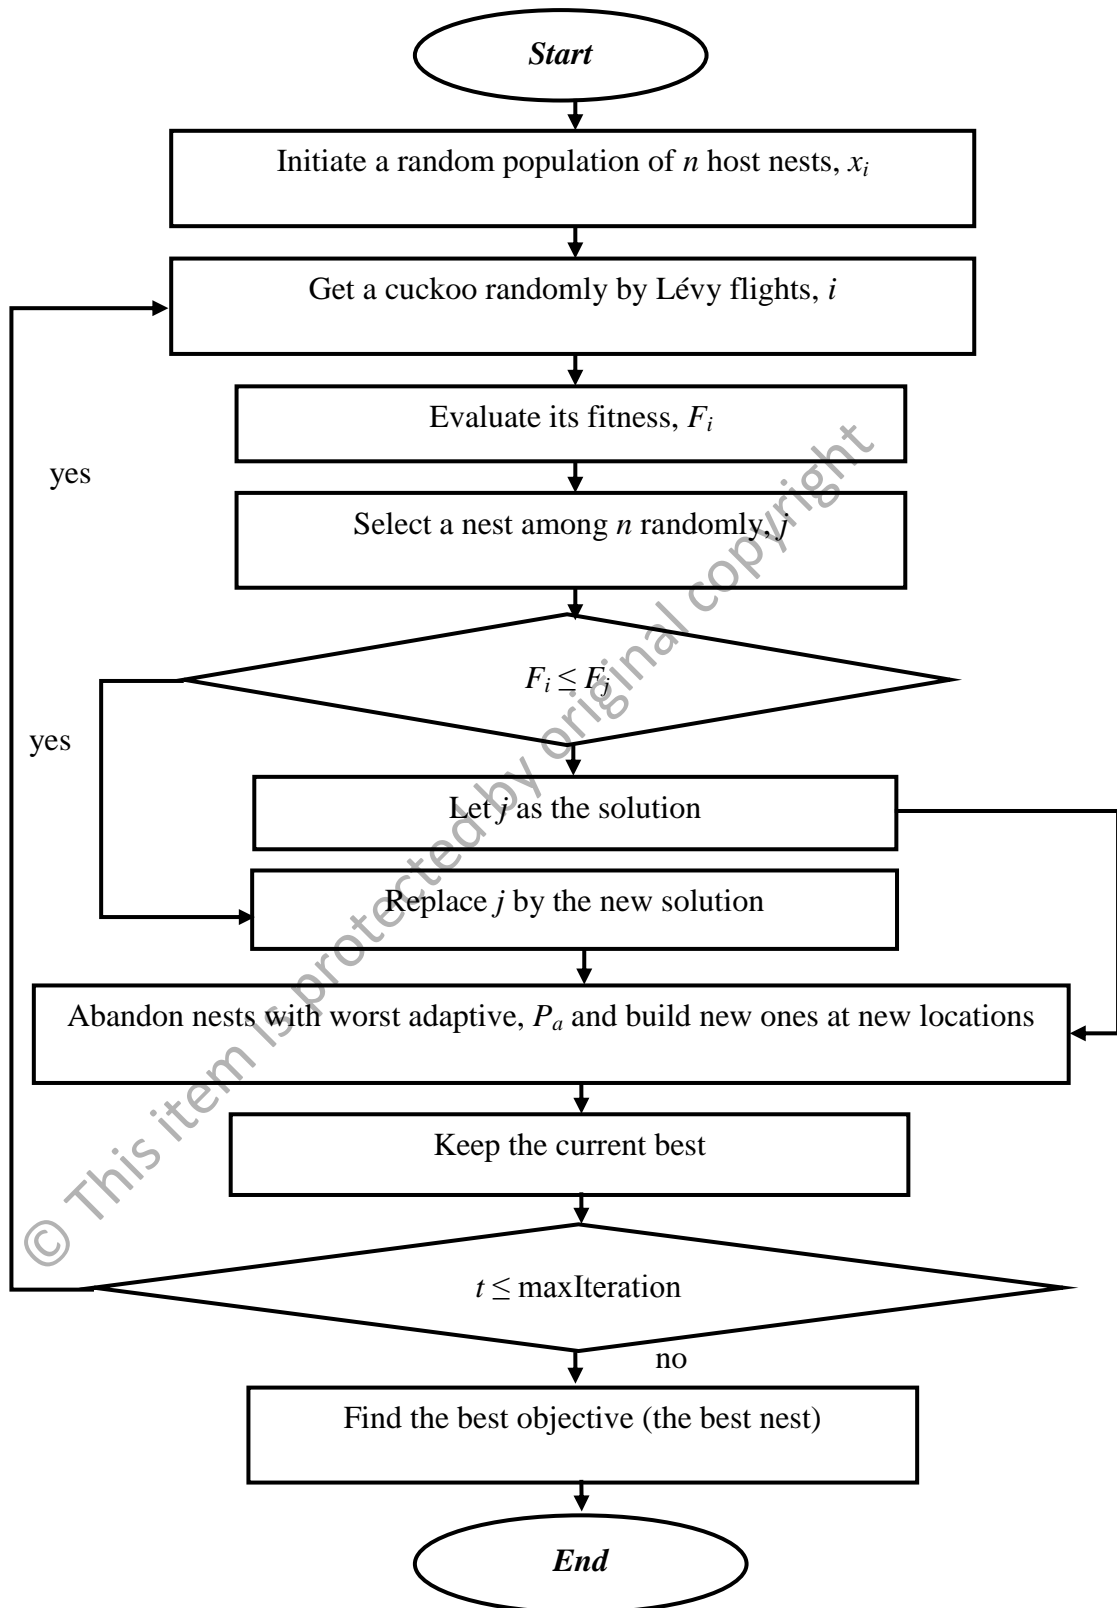 Start
Initiate a random population of n host nests, xᵢ
Get a cuckoo randomly by Lévy flights, i
Evaluate its fitness, Fᵢ
yes
Select a nest among n randomly, j
Fᵢ ≤ Fⱼ
yes
Let j as the solution
Replace j by the new solution
Abandon nests with worst adaptive, Pₐ and build new ones at new locations
Keep the current best
t ≤ maxIteration
no
Find the best objective (the best nest)
End
© This item is protected by original copyright